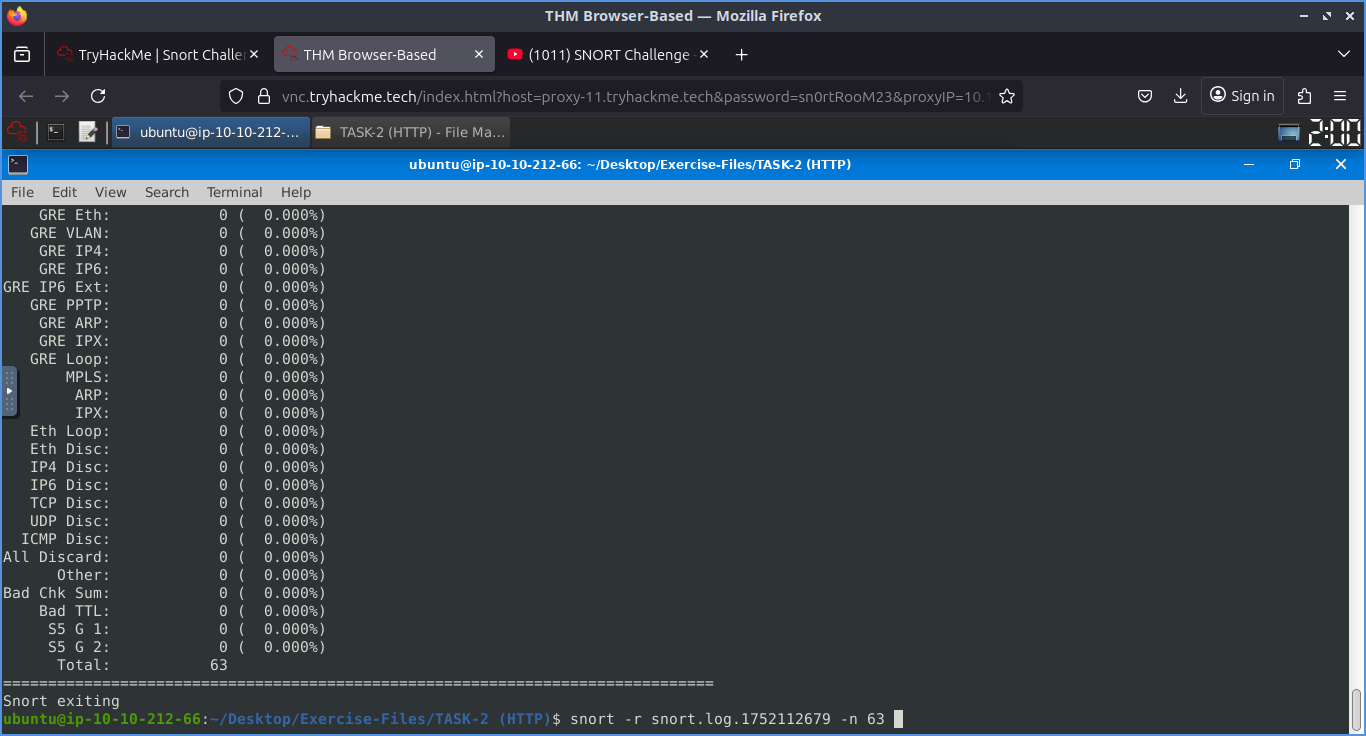 THM Browser-Based — Mozilla Firefox
TryHackMe | Snort Challe
THM Browser-Based
(1011) SNORT Challenge -
vnc.tryhackme.tech/index.html?host=proxy-11.tryhackme.tech&password=sn0rtRooM23&proxyIP=10.1
Sign in
ubuntu@ip-10-10-212-...
TASK-2 (HTTP) - File Ma...
2:00
ubuntu@ip-10-10-212-66: ~/Desktop/Exercise-Files/TASK-2 (HTTP)
File Edit View Search Terminal Help
GRE Eth: 0 ( 0.000%)
GRE VLAN: 0 ( 0.000%)
GRE IP4: 0 ( 0.000%)
GRE IP6: 0 ( 0.000%)
GRE IP6 Ext: 0 ( 0.000%)
GRE PPTP: 0 ( 0.000%)
GRE ARP: 0 ( 0.000%)
GRE IPX: 0 ( 0.000%)
GRE Loop: 0 ( 0.000%)
MPLS: 0 ( 0.000%)
ARP: 0 ( 0.000%)
IPX: 0 ( 0.000%)
Eth Loop: 0 ( 0.000%)
Eth Disc: 0 ( 0.000%)
IP4 Disc: 0 ( 0.000%)
IP6 Disc: 0 ( 0.000%)
TCP Disc: 0 ( 0.000%)
UDP Disc: 0 ( 0.000%)
ICMP Disc: 0 ( 0.000%)
All Discard: 0 ( 0.000%)
Other: 0 ( 0.000%)
Bad Chk Sum: 0 ( 0.000%)
Bad TTL: 0 ( 0.000%)
S5 G 1: 0 ( 0.000%)
S5 G 2: 0 ( 0.000%)
Total: 63
===============================================================================
Snort exiting
ubuntu@ip-10-10-212-66:~/Desktop/Exercise-Files/TASK-2 (HTTP)$ snort -r snort.log.1752112679 -n 63